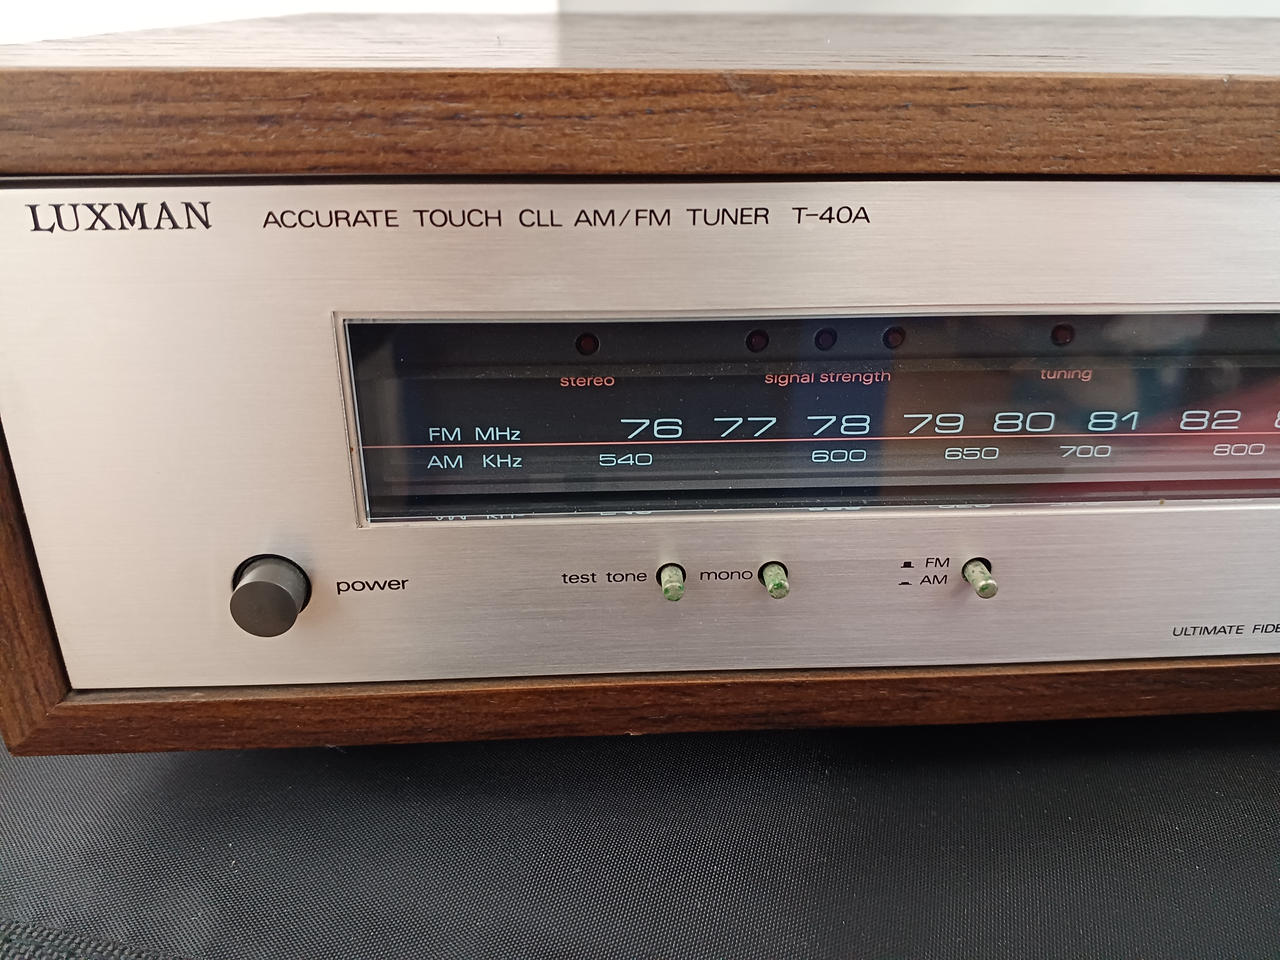 LUXMAN ACCURATE TOUCH CLL AM/FM TUNER T-40A
stereo signal strength tuning
FM MHz 76 77 78 79 80 81 82
AM KHz 540 600 650 700 800
power test tone mono FM
AM
ULTIMATE